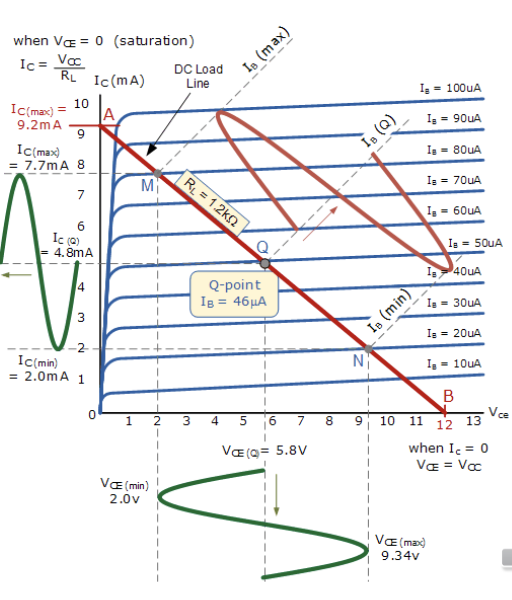 when VCE = 0 (saturation)
IC = VCC
RL
IC(mA)
DC Load
Line
IB (max)
IC(max) =
9.2mA
A
10
9
8
7
6
4
3
2
1
0
IC(max)
= 7.7mA
IC (Q)
= 4.8mA
IC(min)
= 2.0mA
M
RL = 1.2kΩ
Q
Q-point
IB = 46µA
IB (Q)
IB (min)
N
B
IB = 100uA
IB = 90uA
IB = 80uA
IB = 70uA
IB = 60uA
IB = 50uA
IB = 40uA
IB = 30uA
IB = 20uA
IB = 10uA
1 2 3 4 5 6 7 8 9 10 11 12 13
Vce
VCE (Q) = 5.8V
when Ic = 0
VCE = VCC
VCE (min)
2.0v
VCE (max)
9.34v